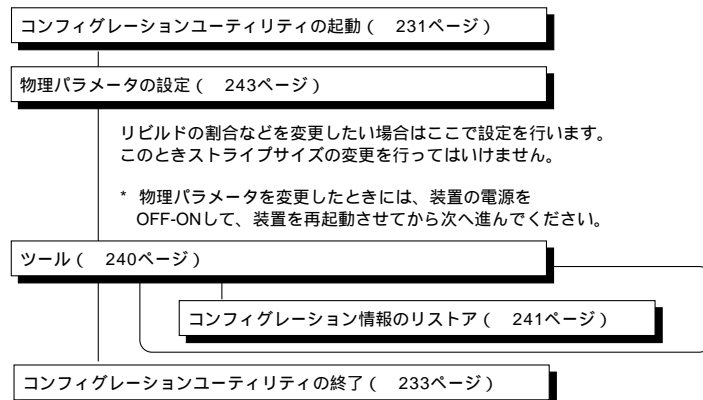 コンフィグレーションユーティリティの起動( 231ページ)
物理パラメータの設定( 243ページ)
リビルドの割合などを変更したい場合はここで設定を行います。
このときストライプサイズの変更を行ってはいけません。
* 物理パラメータを変更したときには、装置の電源を
OFF-ONして、装置を再起動させてから次へ進んでください。
ツール( 240ページ)
コンフィグレーション情報のリストア( 241ページ)
コンフィグレーションユーティリティの終了( 233ページ)